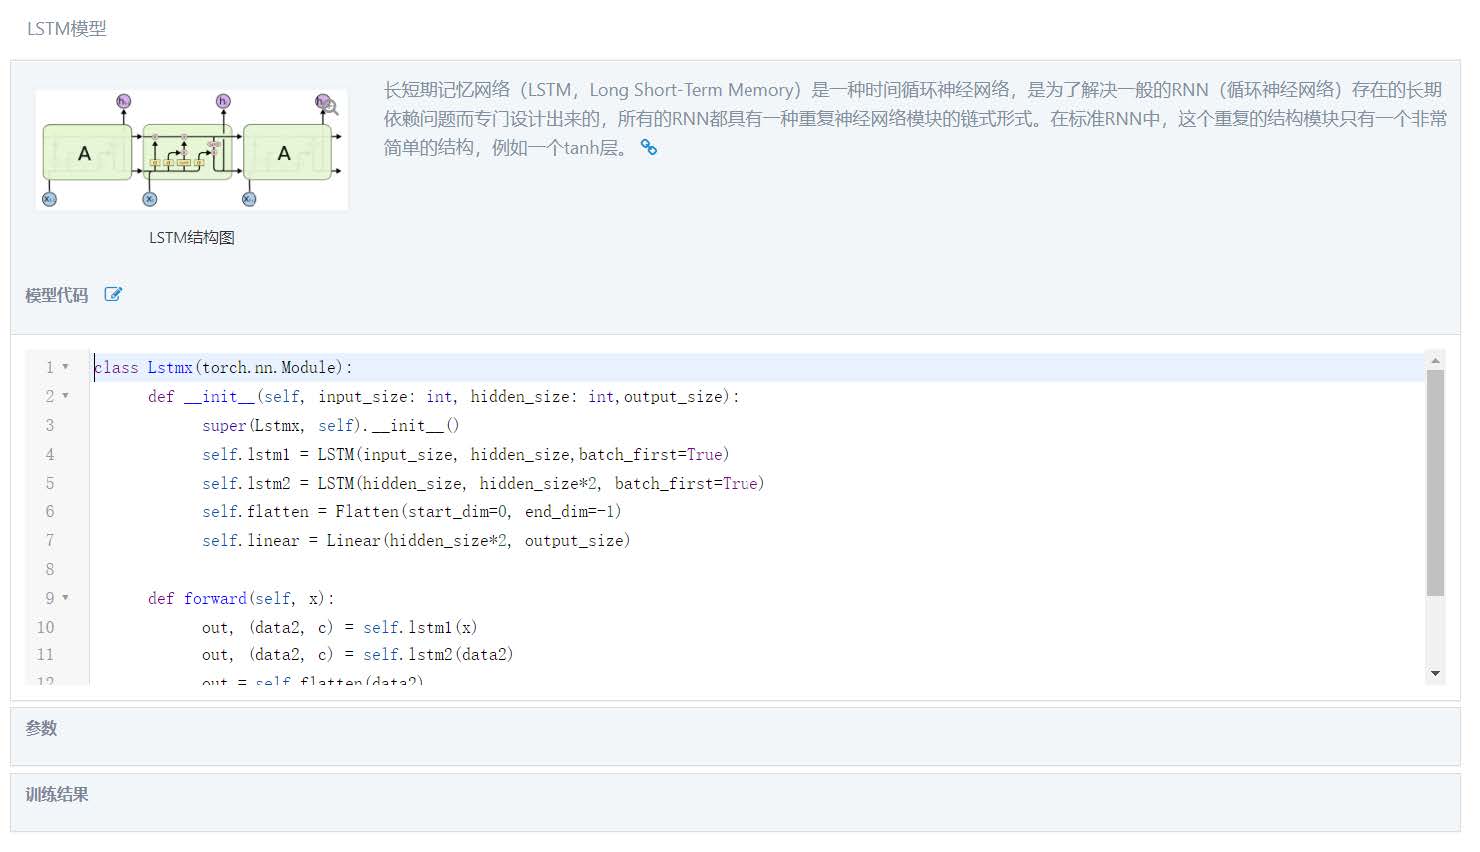 LSTM模型
长短期记忆网络（LSTM，Long Short-Term Memory）是一种时间循环神经网络，是为了解决一般的RNN（循环神经网络）存在的长期
依赖问题而专门设计出来的，所有的RNN都具有一种重复神经网络模块的链式形式。在标准RNN中，这个重复的结构模块只有一个非常
简单的结构，例如一个tanh层。
A
A
LSTM结构图
模型代码
1 class Lstmx(torch.nn.Module):
2 def __init__(self, input_size: int, hidden_size: int,output_size):
3 super(Lstmx, self).__init__()
4 self.lstm1 = LSTM(input_size, hidden_size,batch_first=True)
5 self.lstm2 = LSTM(hidden_size, hidden_size*2, batch_first=True)
6 self.flatten = Flatten(start_dim=0, end_dim=-1)
7 self.linear = Linear(hidden_size*2, output_size)
8
9 def forward(self, x):
10 out, (data2, c) = self.lstm1(x)
11 out, (data2, c) = self.lstm2(data2)
12 out = self.flatten(data2)
参数
训练结果